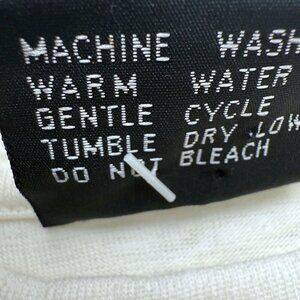 MACHINE WASH
WARM WATER
GENTLE CYCLE
TUMBLE DRY LOW
DO NOT BLEACH